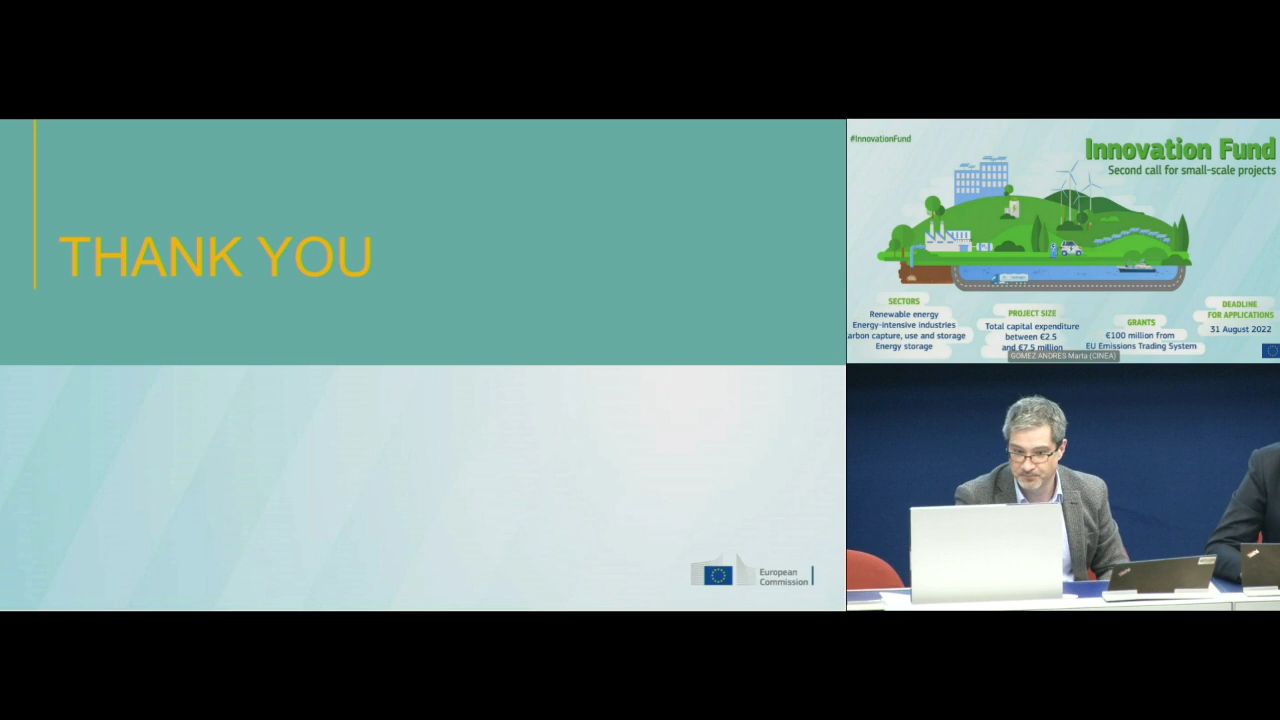 THANK YOU
European
Commission
#InnovationFund
Innovation Fund
Second call for small-scale projects
SECTORS
Renewable energy
Energy-intensive industries
arbon capture, use and storage
Energy storage
PROJECT SIZE
Total capital expenditure
between €2.5
and €7.5 million
GRANTS
€100 million from
EU Emissions Trading System
DEADLINE
FOR APPLICATIONS
31 August 2022
GOMEZ ANDRES Marta (CINEA)